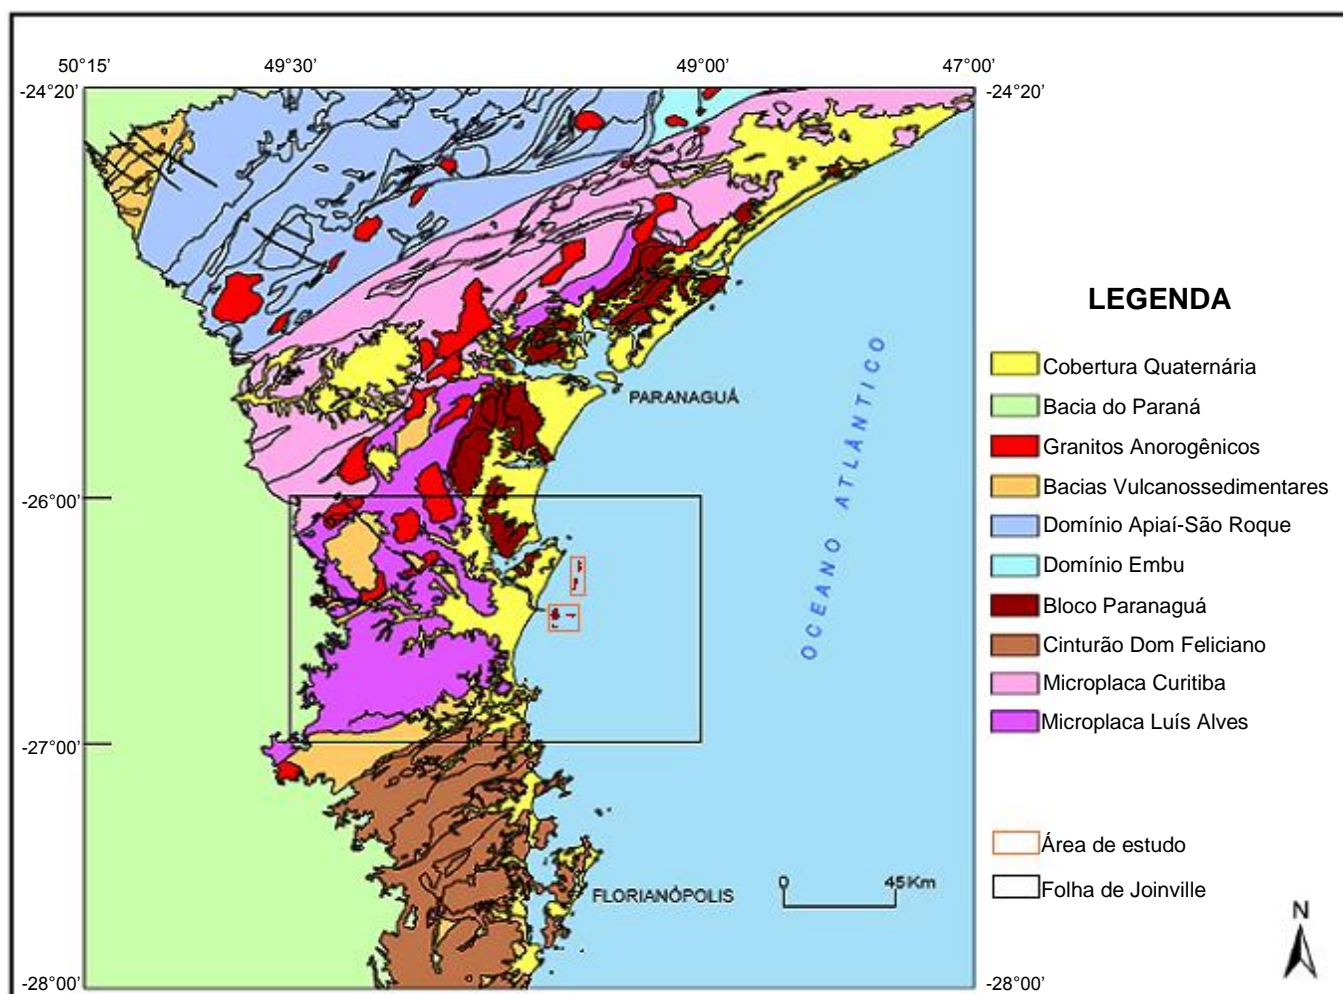 50°15’ 49°30’ 49°00’ 47°00’
-24°20’ -24°20’
LEGENDA
Cobertura Quaternária
PARANAGUÁ
Bacia do Paraná
Granitos Anorogênicos
Bacias Vulcanossedimentares
-26°00’
Domínio Apiaí-São Roque
OCEANO ATLÂNTICO
Domínio Embu
Bloco Paranaguá
Cinturão Dom Feliciano
Microplaca Curitiba
Microplaca Luís Alves
-27°00’
Área de estudo
FLORIANÓPOLIS
0 45Km
Folha de Joinville
N
-28°00’ -28°00’